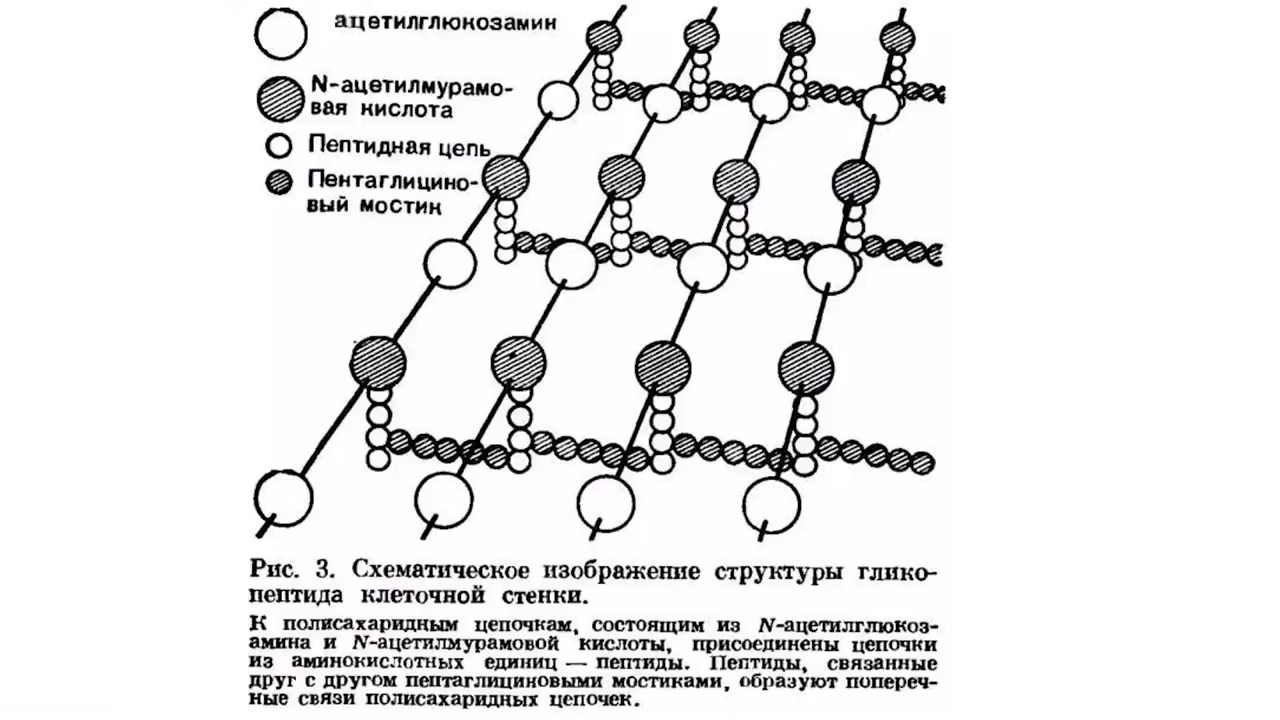 ацетилглюкозамин
N-ацетилмурамо-
вая кислота
Пептидная цепь
Пентаглицино-
вый мостик
Рис. 3. Схематическое изображение структуры глико-
пептида клеточной стенки.
К полисахаридным цепочкам, состоящим из N-ацетилглюкоз-
амина и N-ацетилмурамовой кислоты, присоединены цепочки
из аминокислотных единиц — пептиды. Пептиды, связанные
друг с другом пептаглициновыми мостиками, образуют попереч-
ные связи полисахаридных цепочек.